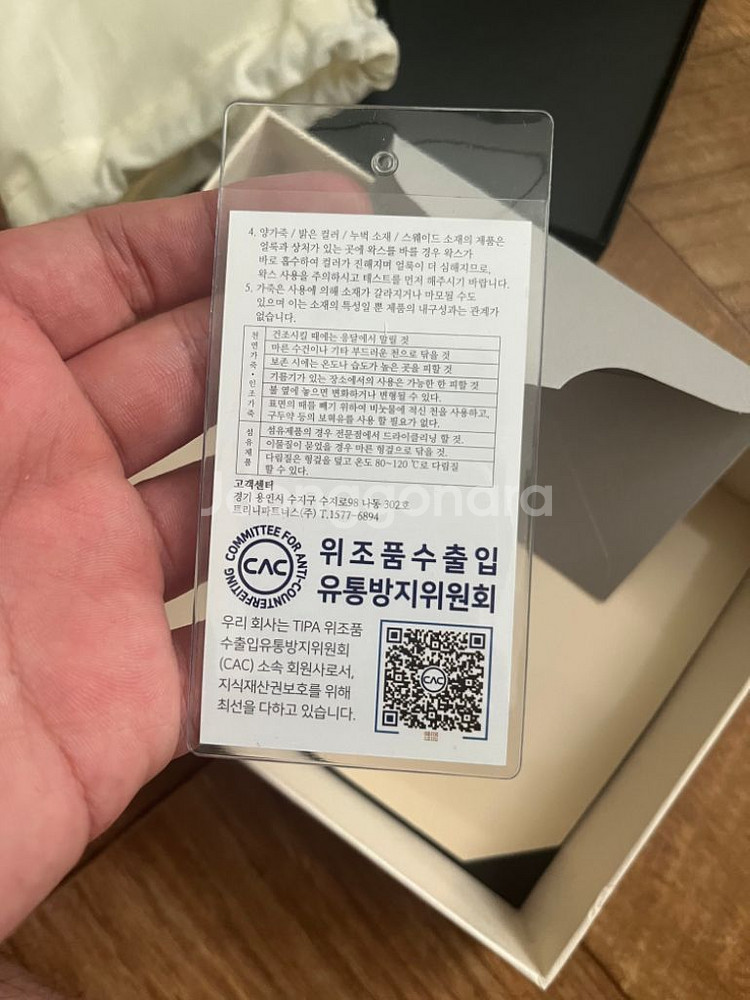 4. 양가죽 / 밝은 컬러 / 누벅 소재 / 스웨이드 소재의 제품은
얼룩과 상처가 있는 곳에 왁스를 바를 경우 왁스가
바로 흡수하여 컬러가 진해지며 얼룩이 더 심해지므로,
왁스 사용을 주의하시고 테스트를 먼저 해주시기 바랍니다.
5. 가죽은 사용에 의해 소재가 갈라지거나 마모될 수도
있으며 이는 소재의 특성일 뿐 제품의 내구성과는 관계가
없습니다.
천연가죽・인조가죽
건조시킬 때에는 응달에서 말릴 것
마른 수건이나 기타 부드러운 천으로 닦을 것
보존 시에는 온도나 습도가 높은 곳을 피할 것
기름기가 있는 장소에서의 사용은 가능한 한 피할 것
불 옆에 놓으면 변화하거나 변형될 수 있다.
표면의 때를 빼기 위하여 비눗물에 적신 천을 사용하고,
구두약 등의 보혁유를 사용 할 필요가 없다.
섬유제품
섬유제품의 경우 전문점에서 드라이클리닝 할 것.
이물질이 묻었을 경우 마른 헝겊으로 닦을 것.
다림질은 헝겊을 덮고 온도 80~120 ℃로 다림질
할 수 있다.
고객센터
경기 용인시 수지구 수지로98 나동 302호
트리니파트너스(주) T.1577-6894
Joonggonara
COMMITTEE FOR ANTI-COUNTERFEITING
CAC
위조품수출입
유통방지위원회
우리 회사는 TIPA 위조품
수출입유통방지위원회
(CAC) 소속 회원사로서,
지식재산권보호를 위해
최선을 다하고 있습니다.
CAC